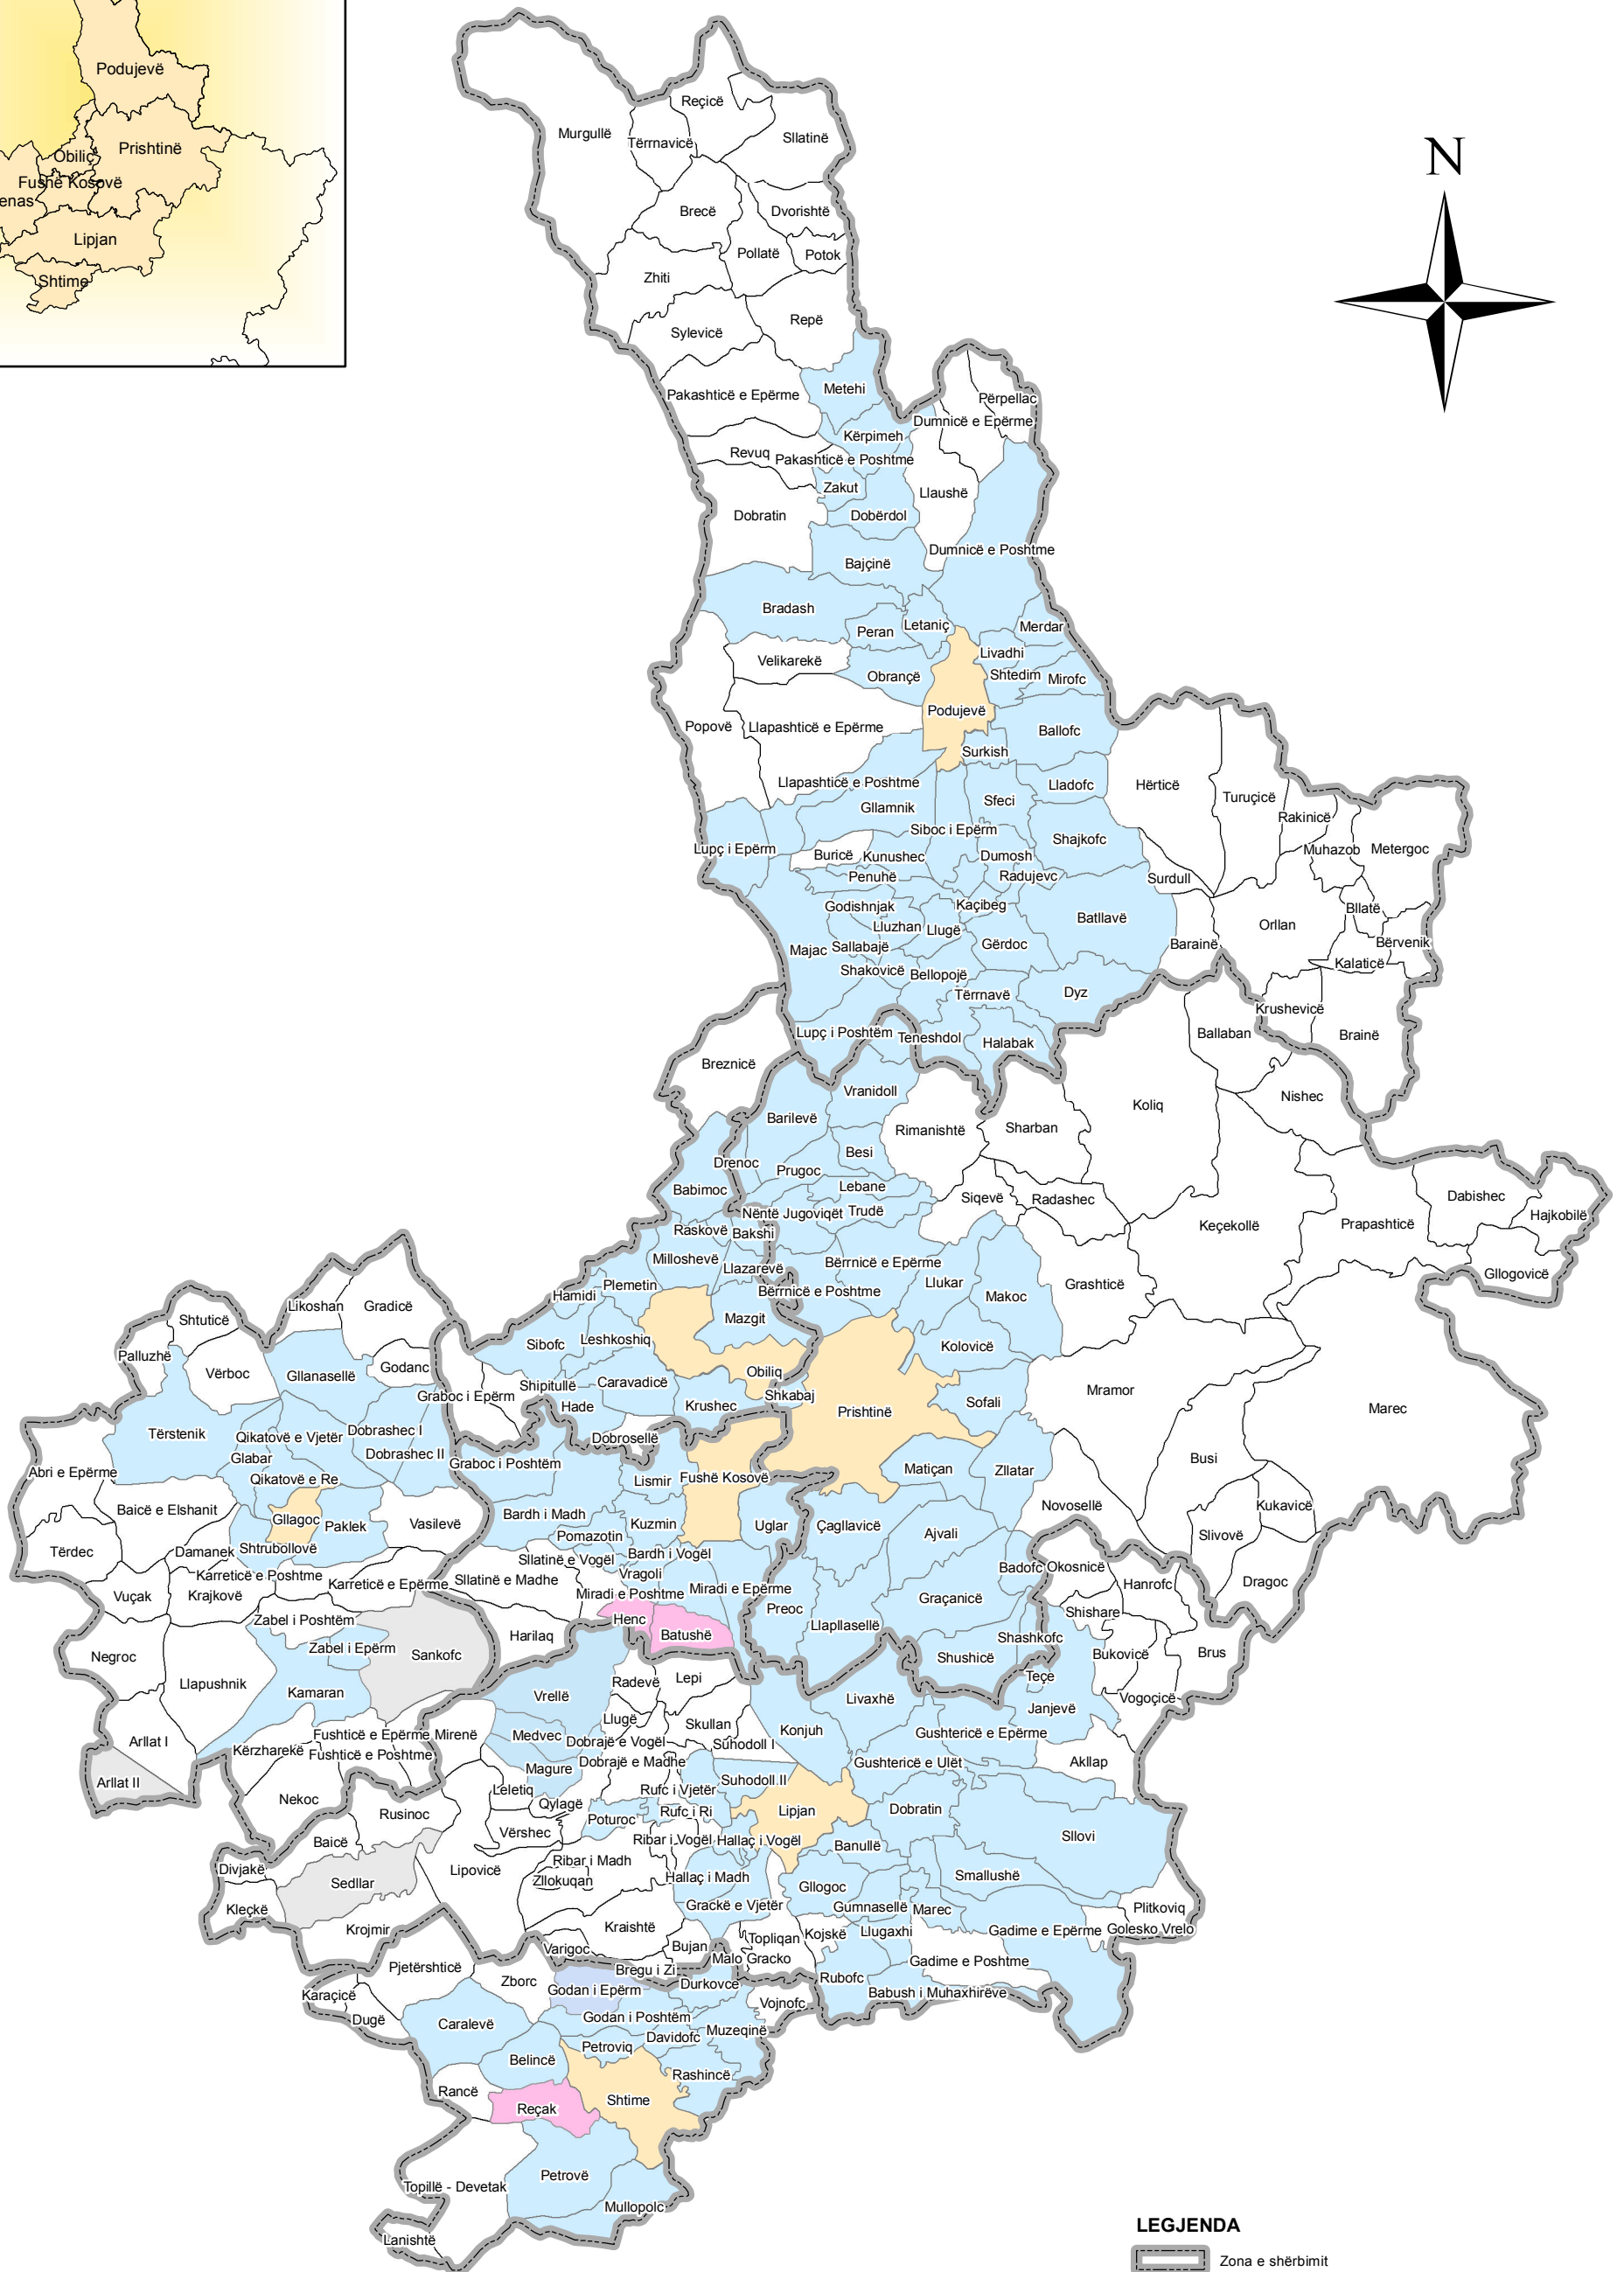 Podujevë
Obiliç
Prishtinë
Fushë Kosovë
enas
Lipjan
Shtime
N
Reçicë
Murgullë
Tërrnavicë
Sllatinë
Brecë
Dvorishtë
Pollatë
Potok
Zhiti
Repë
Sylevicë
Metehi
Pakashticë e Epërme
Përpellac
Dumnicë e Epërme
Kërpimeh
Revuq
Pakashticë e Poshtme
Zakut
Llaushë
Dobratin
Dobërdol
Dumnicë e Poshtme
Bajçinë
Bradash
Letaniç
Merdar
Peran
Livadhi
Velikarekë
Shtedim
Mirofc
Obrançë
Podujevë
Popovë
Llapashticë e Epërme
Ballofc
Surkish
Llapashticë e Poshtme
Lladofc
Hërticë
Turuçicë
Sfeci
Gllamnik
Rakinicë
Siboc i Epërm
Shajkofc
Lupç i Epërm
Muhazob
Metergoc
Buricë
Kunushec
Dumosh
Penuhë
Radujevc
Surdull
Godishnjak
Kaçibeg
Bllatë
Batllavë
Lluzhan
Llugë
Orllan
Majac
Sallabajë
Gërdoc
Barainë
Bërvenik
Kalaticë
Shakovicë
Bellopojë
Tërrnavë
Dyz
Krushevicë
Lupç i Poshtëm
Teneshdol
Halabak
Ballaban
Brainë
Breznicë
Vranidoll
Nishec
Koliq
Barilevë
Rimanishtë
Sharban
Besi
Drenoc
Prugoc
Babimoc
Lebane
Siqevë
Radashec
Dabishec
Nëntë Jugoviqët
Trudë
Hajkobilë
Keçekollë
Prapashticë
Raskovë
Bakshi
Milloshevë
Llazarevë
Bërrnicë e Epërme
Gllogovicë
Plemetin
Llukar
Grashticë
Hamidi
Bërrnicë e Poshtme
Makoc
Likoshan
Gradicë
Shtuticë
Mazgit
Sibofc
Leshkoshiq
Kolovicë
Palluzhë
Godanc
Vërboc
Gllanasellë
Obiliq
Graboc i Epërm
Shipitullë
Caravadicë
Shkabaj
Mramor
Hade
Krushec
Prishtinë
Sofali
Marec
Tërstenik
Qikatovë e Vjetër
Dobrashec I
Dobrosellë
Glabar
Dobrashec II
Graboc i Poshtëm
Busi
Abri e Epërme
Qikatovë e Re
Lismir
Fushë Kosovë
Matiçan
Zllatar
Baicë e Elshanit
Novosellë
Kukavicë
Gllagoc
Paklek
Vasilevë
Bardh i Madh
Kuzmin
Uglar
Çagllavicë
Ajvali
Slivovë
Pomazotin
Tërdec
Damanek
Shtrubollovë
Sllatinë e Vogël
Bardh i Vogël
Badofc
Okosnicë
Karreticë e Poshtme
Karreticë e Epërme
Sllatinë e Madhe
Vragoli
Hanrofc
Dragoc
Vuçak
Krajkovë
Miradi e Poshtme
Miradi e Epërme
Graçanicë
Zabel i Poshtëm
Henc
Preoc
Shishare
Batushë
Llapllasellë
Harilaq
Shashkofc
Zabel i Epërm
Sankofc
Negroc
Shushicë
Bukoviçë
Brus
Llapushnik
Kamaran
Radevë
Lepi
Teçe
Vrellë
Livaxhë
Janjevë
Vogoçicë
Arllat I
Fushticë e Epërme
Mirenë
Llugë
Skullan
Konjuh
Gushtericë e Epërme
Medvec
Dobrajë e Vogël
Suhodoll I
Kërzharekë
Fushticë e Poshtme
Dobrajë e Madhe
Gushtericë e Ulët
Akllap
Arllat II
Magure
Suhodoll II
Leletiq
Rufc i Vjetër
Nekoc
Rusinoc
Qylagë
Rufc i Ri
Lipjan
Dobratin
Poturoc
Baicë
Vërshec
Ribar i Vogël
Hallaç i Vogël
Banullë
Sllovi
Divjakë
Lipovicë
Ribar i Madh
Zllokuqan
Hallaç i Madh
Smallushë
Sedllar
Gllogoc
Kleçkë
Grackë e Vjetër
Gumnasellë
Marec
Plitkoviq
Krojmir
Kraishtë
Kojskë
Llugaxhi
Gadime e Epërme
Golesko Vrelo
Varigoc
Bujan
Topliqan
Malo Gracko
Gadime e Poshtme
Pjetërshticë
Zborc
Bregu i Zi
Rubofc
Karaçicë
Godan i Epërm
Durkovce
Vojnofc
Babush i Muhaxhirëve
Dugë
Caralevë
Godan i Poshtëm
Muzeqinë
Davidofc
Petroviq
Belincë
Rashincë
Rancë
Shtime
Reçak
Petrovë
Topillë - Devetak
Mullopolc
Lanishtë
LEGJENDA
Zona e shërbimit